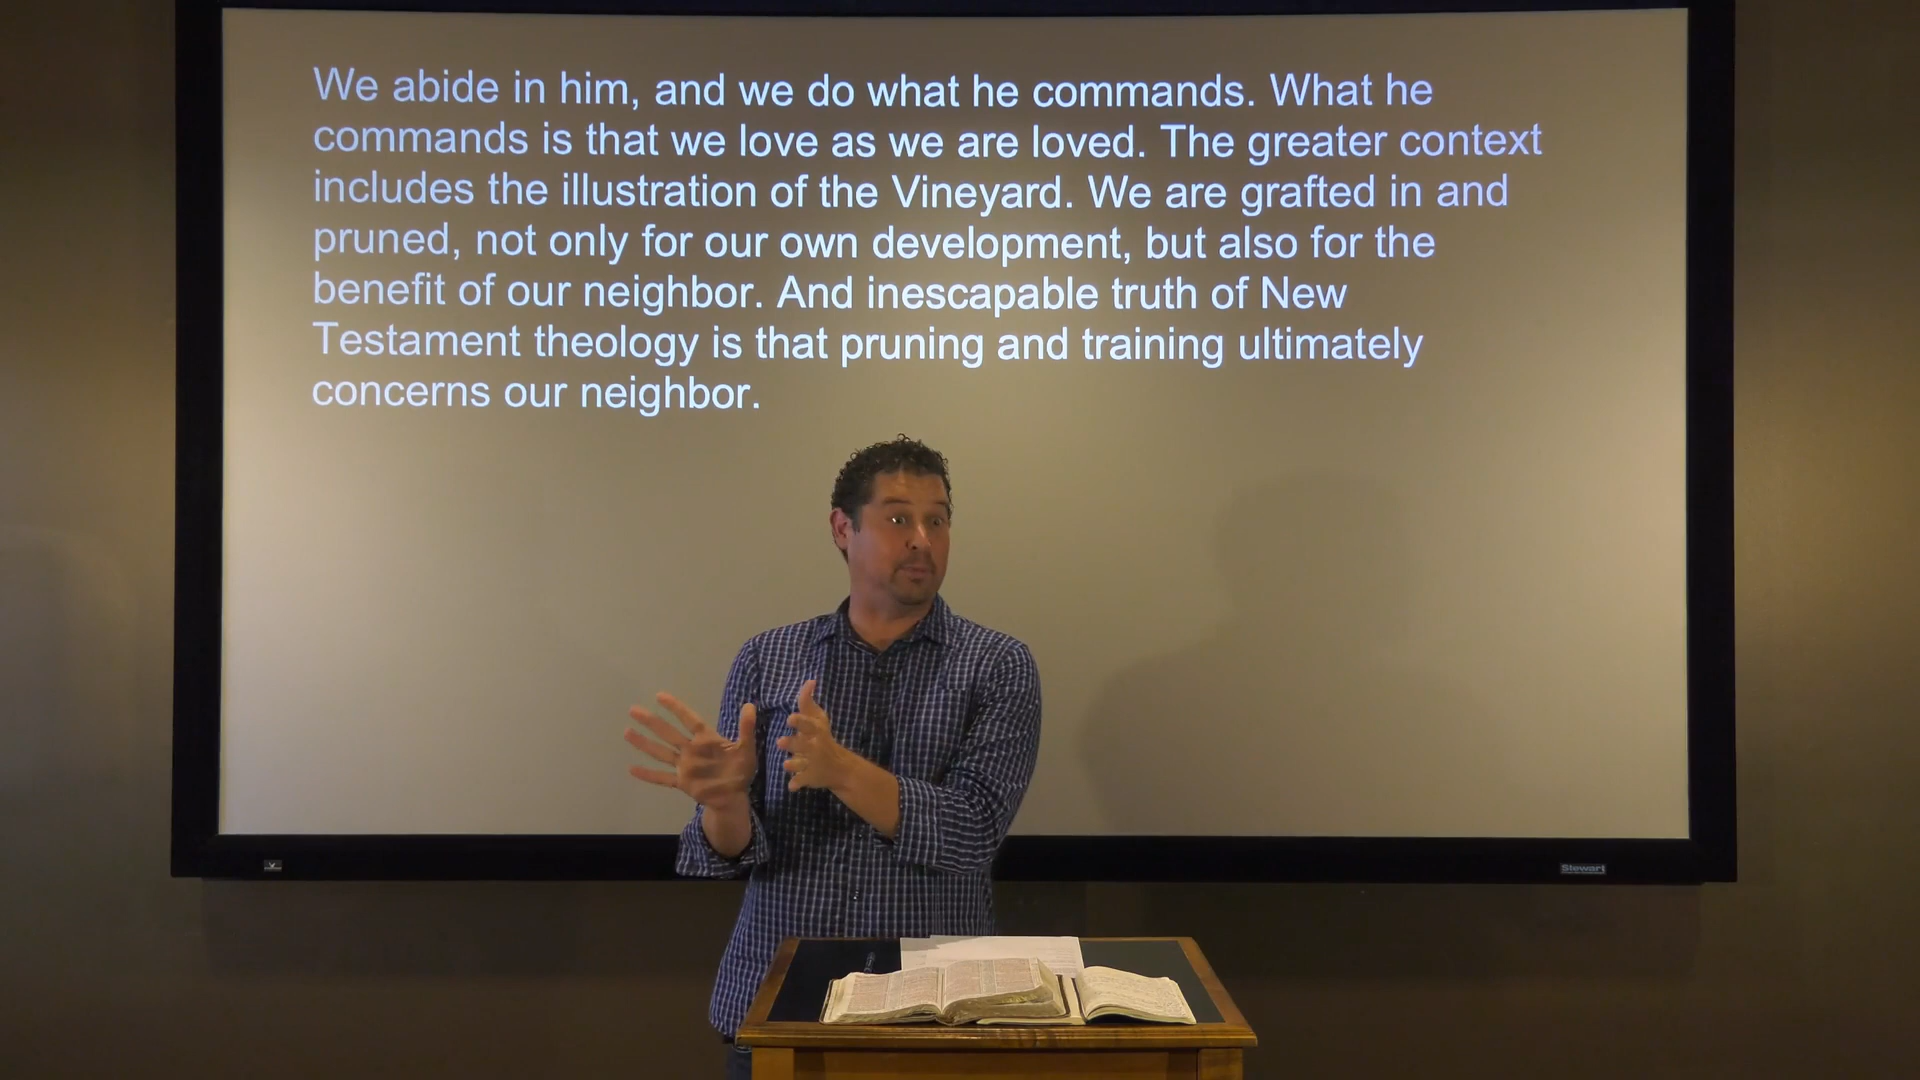 We abide in him, and we do what he commands. What he
commands is that we love as we are loved. The greater context
includes the illustration of the Vineyard. We are grafted in and
pruned, not only for our own development, but also for the
benefit of our neighbor. And inescapable truth of New
Testament theology is that pruning and training ultimately
concerns our neighbor.
Stewart